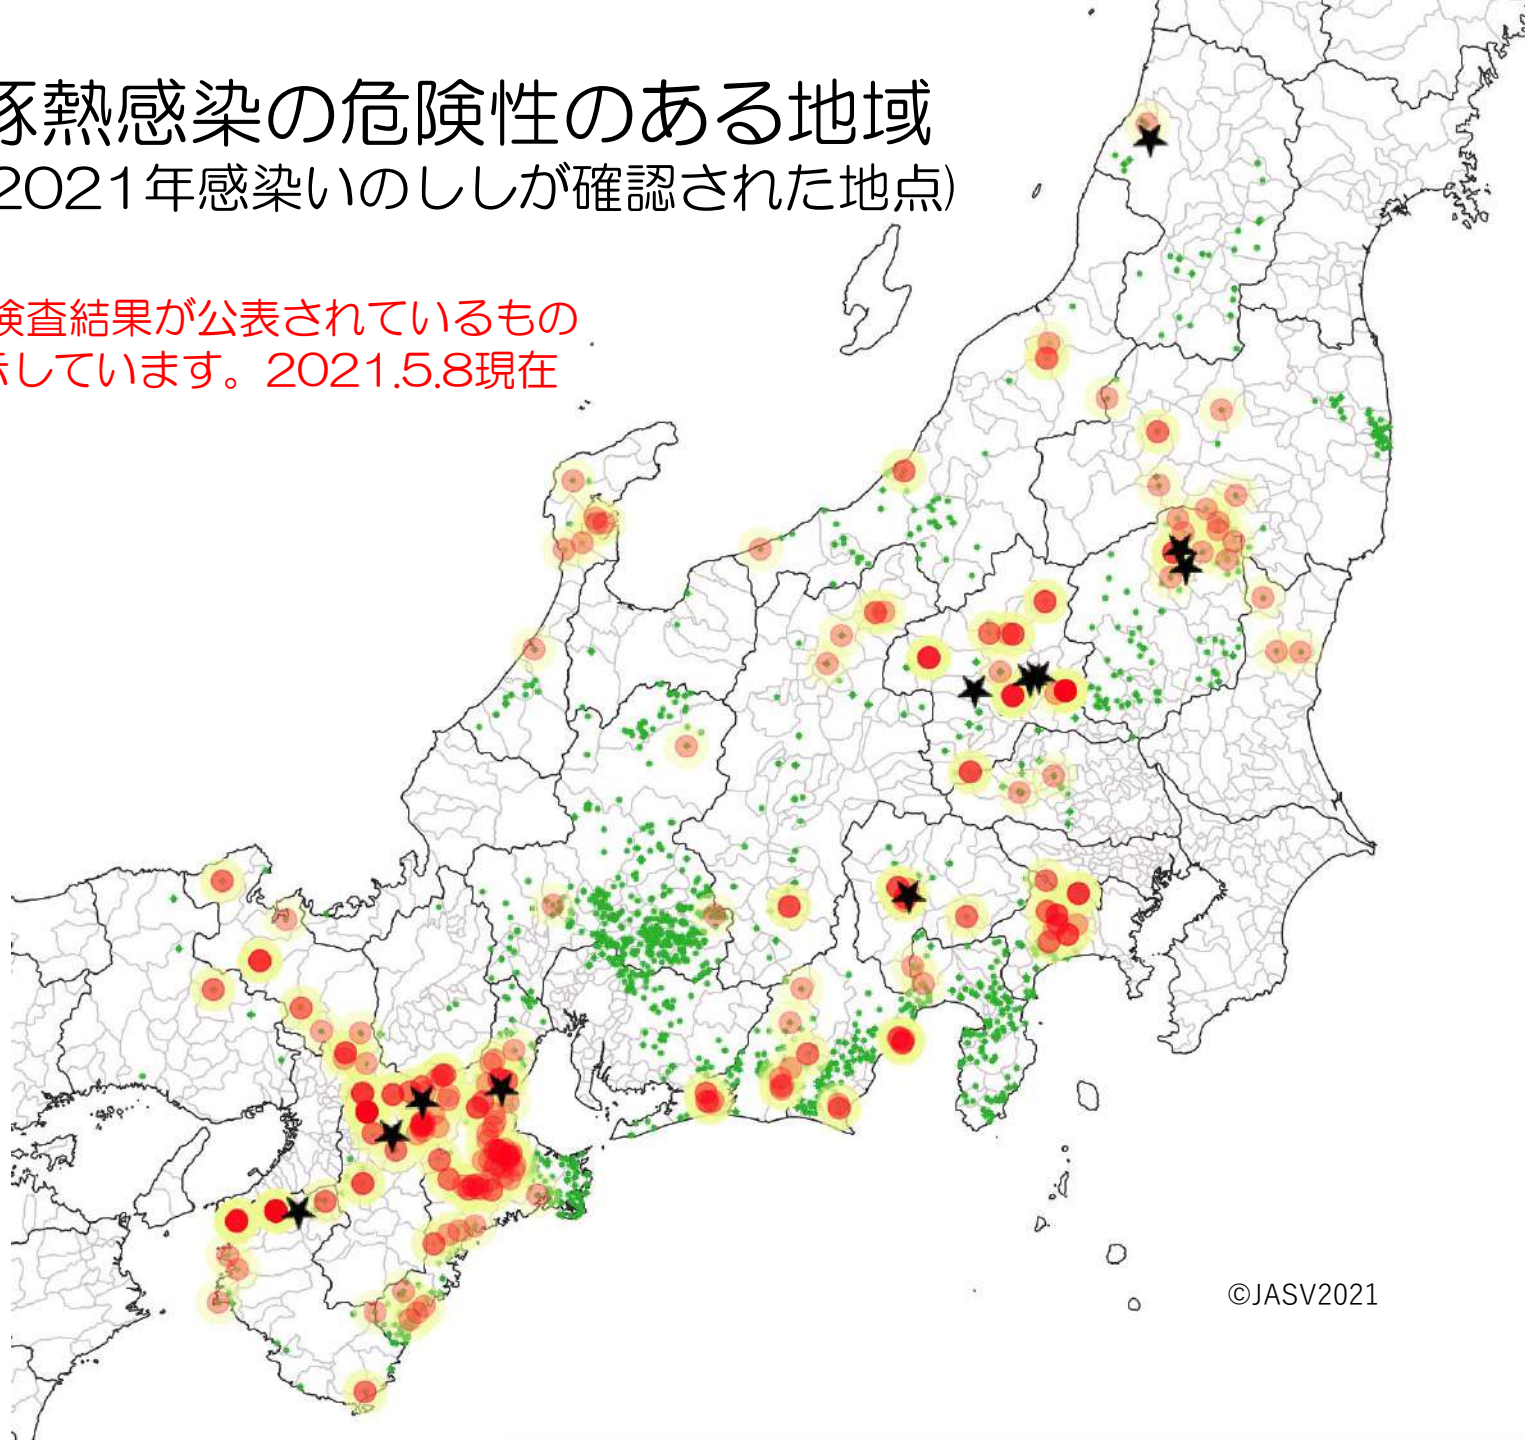 豚熱感染の危険性のある地域
2021年感染いのししが確認された地点)
検査結果が公表されているもの
示しています。2021.5.8現在
©JASV2021